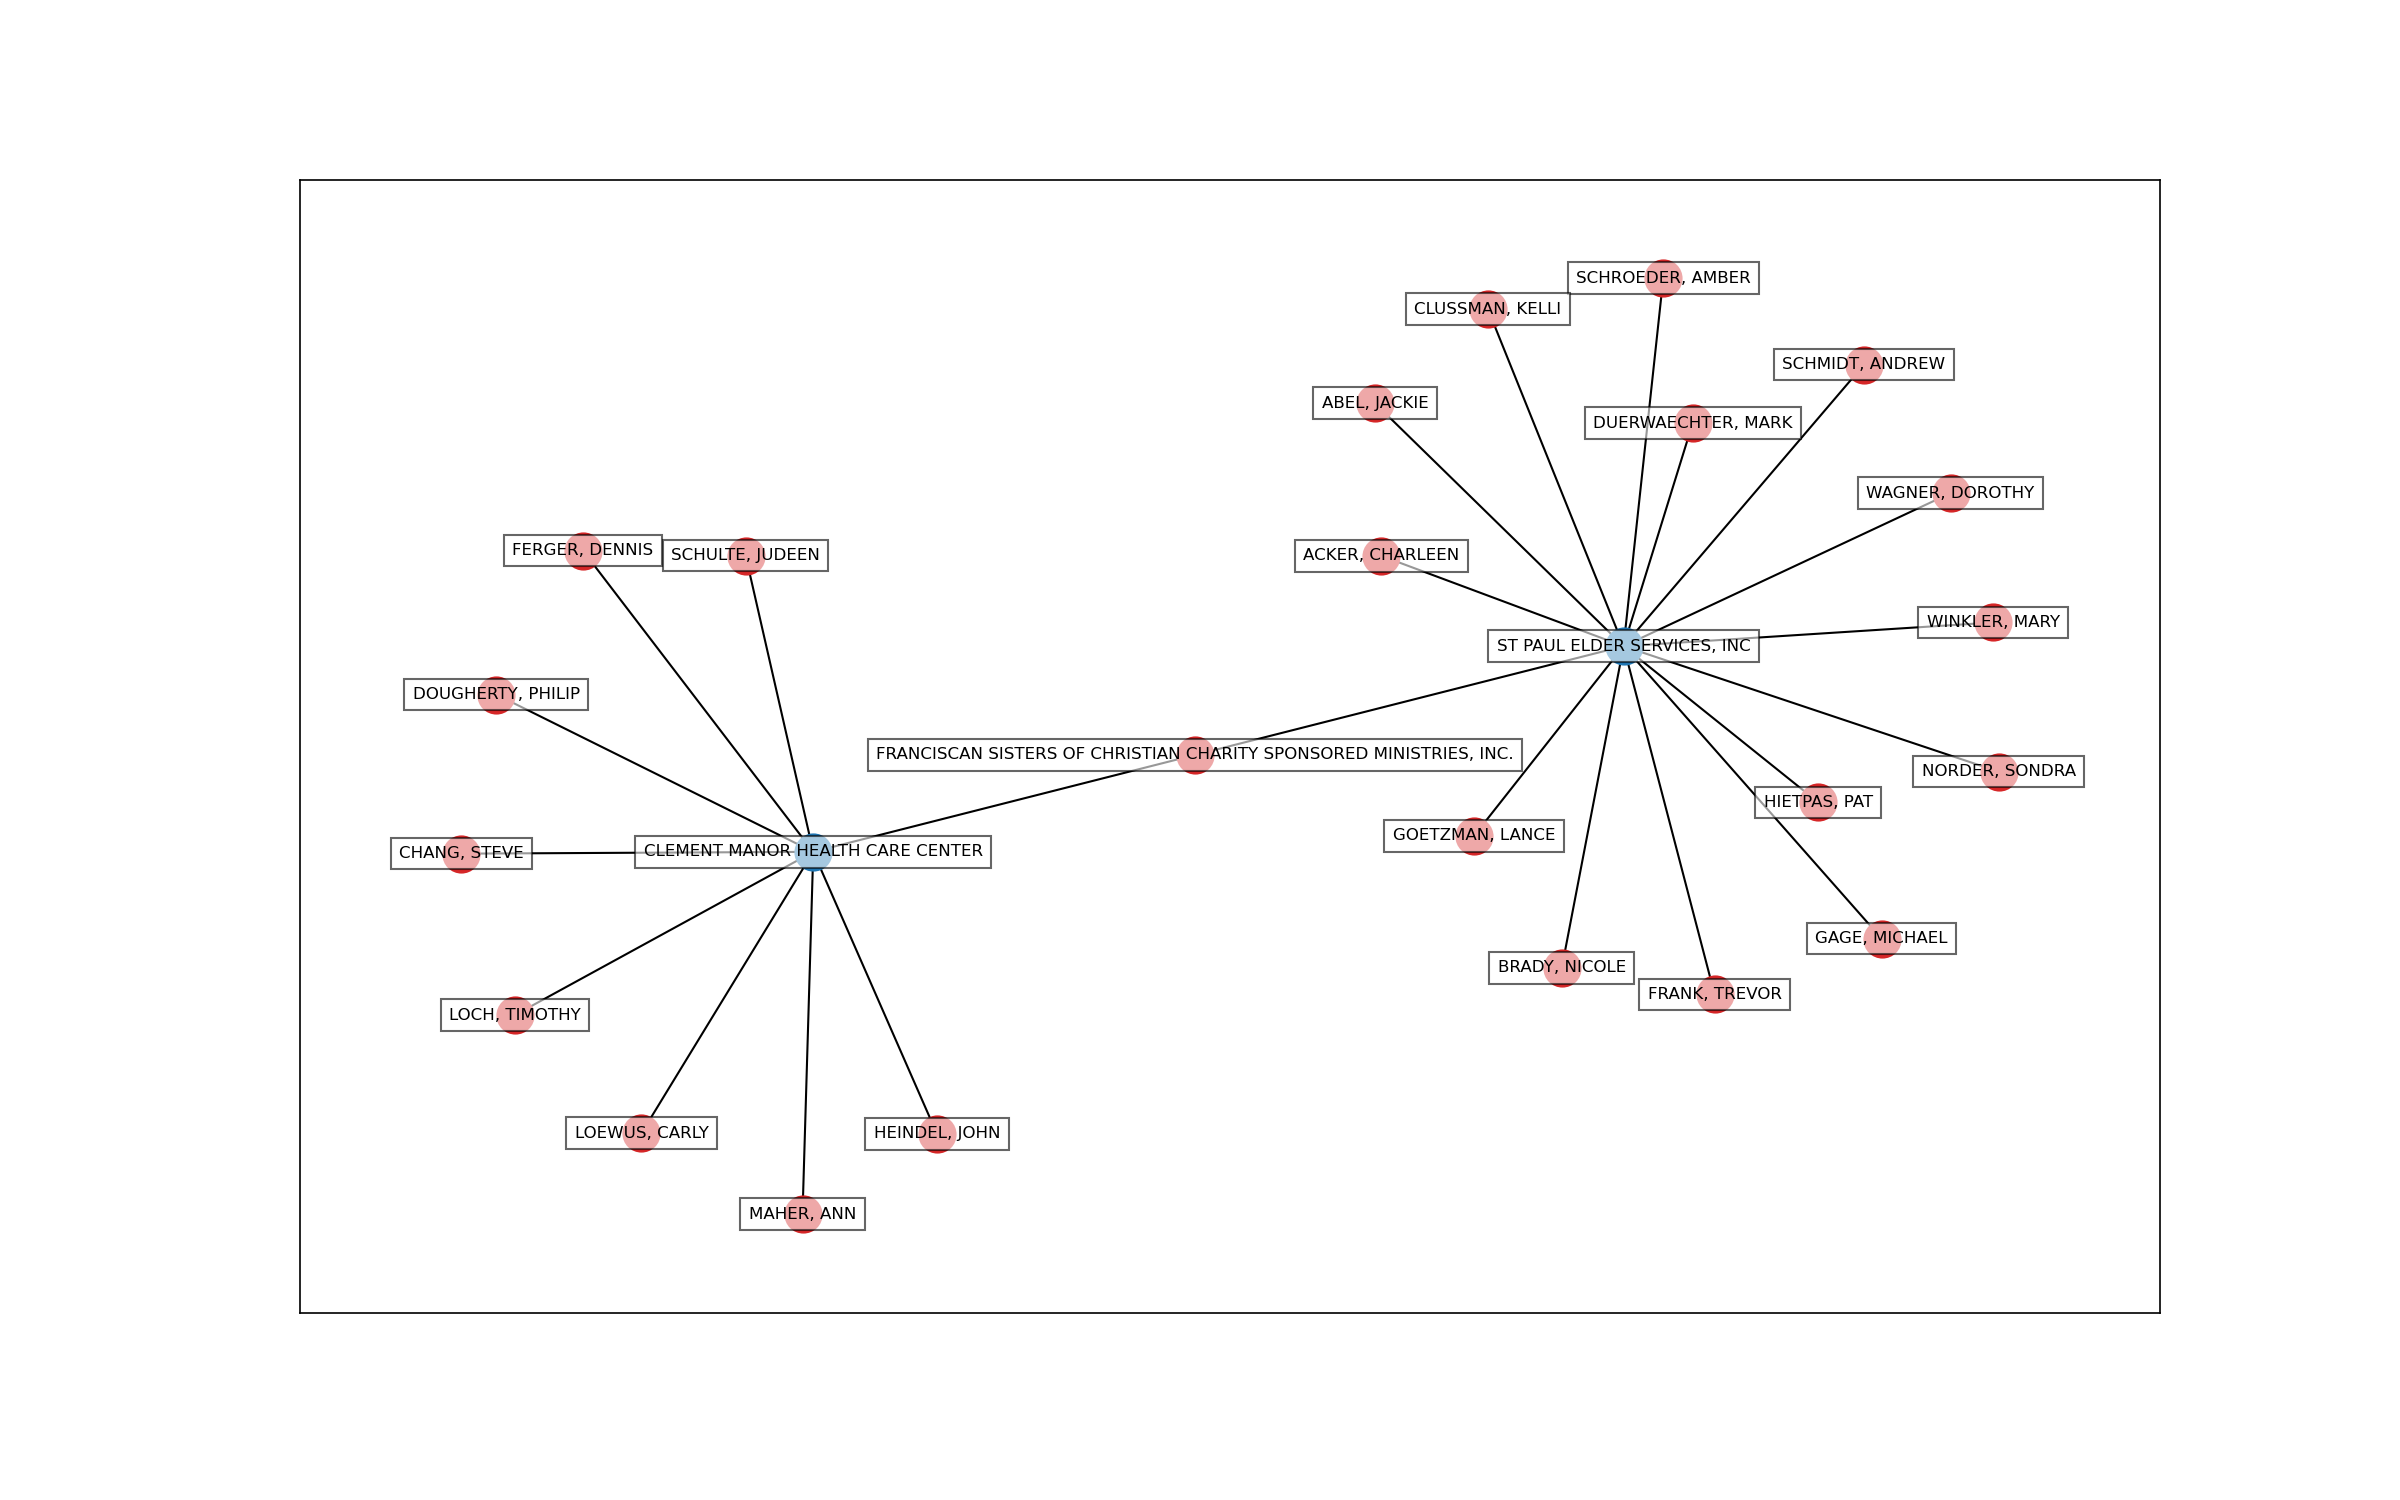 SCHROEDER, AMBER
CLUSSMAN, KELLI
SCHMIDT, ANDREW
ABEL, JACKIE
DUERWAECHTER, MARK
WAGNER, DOROTHY
FERGER, DENNIS
SCHULTE, JUDEEN
ACKER, CHARLEEN
WINKLER, MARY
ST PAUL ELDER SERVICES, INC
DOUGHERTY, PHILIP
FRANCISCAN SISTERS OF CHRISTIAN CHARITY SPONSORED MINISTRIES, INC.
NORDER, SONDRA
HIETPAS, PAT
GOETZMAN, LANCE
CHANG, STEVE
CLEMENT MANOR HEALTH CARE CENTER
GAGE, MICHAEL
BRADY, NICOLE
FRANK, TREVOR
LOCH, TIMOTHY
LOEWUS, CARLY
HEINDEL, JOHN
MAHER, ANN